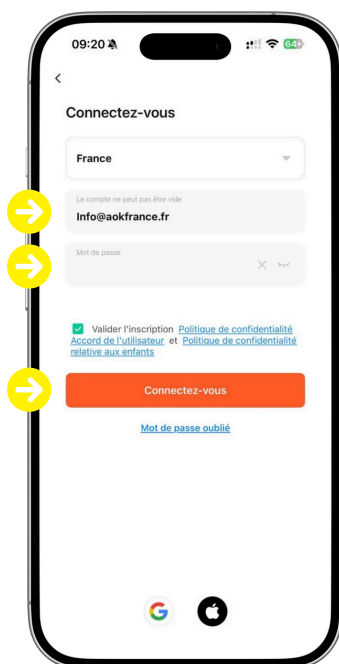 09:20
64
Connectez-vous
France
Le compte ne peut pas être vide
Info@aokfrance.fr
Mot de passe
Valider l'inscription Politique de confidentialité
Accord de l'utilisateur et Politique de confidentialité
relative aux enfants
Connectez-vous
Mot de passe oublié
G